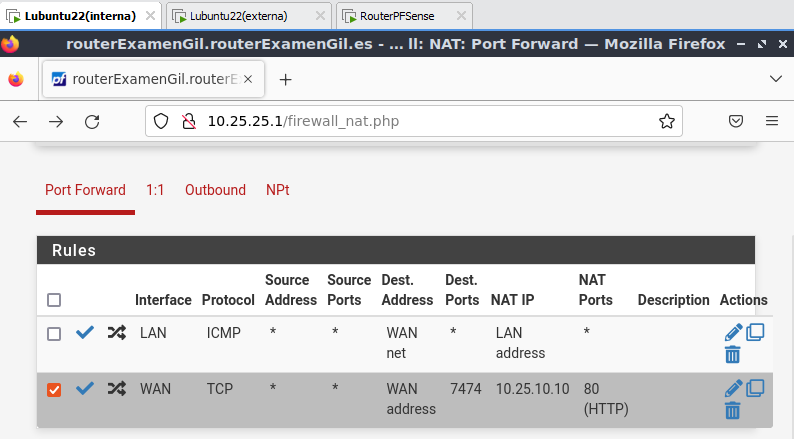 Lubuntu22(interna) Lubuntu22(externa) RouterPFSense
routerExamenGil.routerExamenGil.es - … ll: NAT: Port Forward — Mozilla Firefox
routerExamenGil.routerE
10.25.25.1/firewall_nat.php
Port Forward 1:1 Outbound NPt
Rules
Source Source Dest. Dest. NAT
Interface Protocol Address Ports Address Ports NAT IP Ports Description Actions
LAN ICMP * * WAN * LAN *
net address
WAN TCP * * WAN 7474 10.25.10.10 80
address (HTTP)